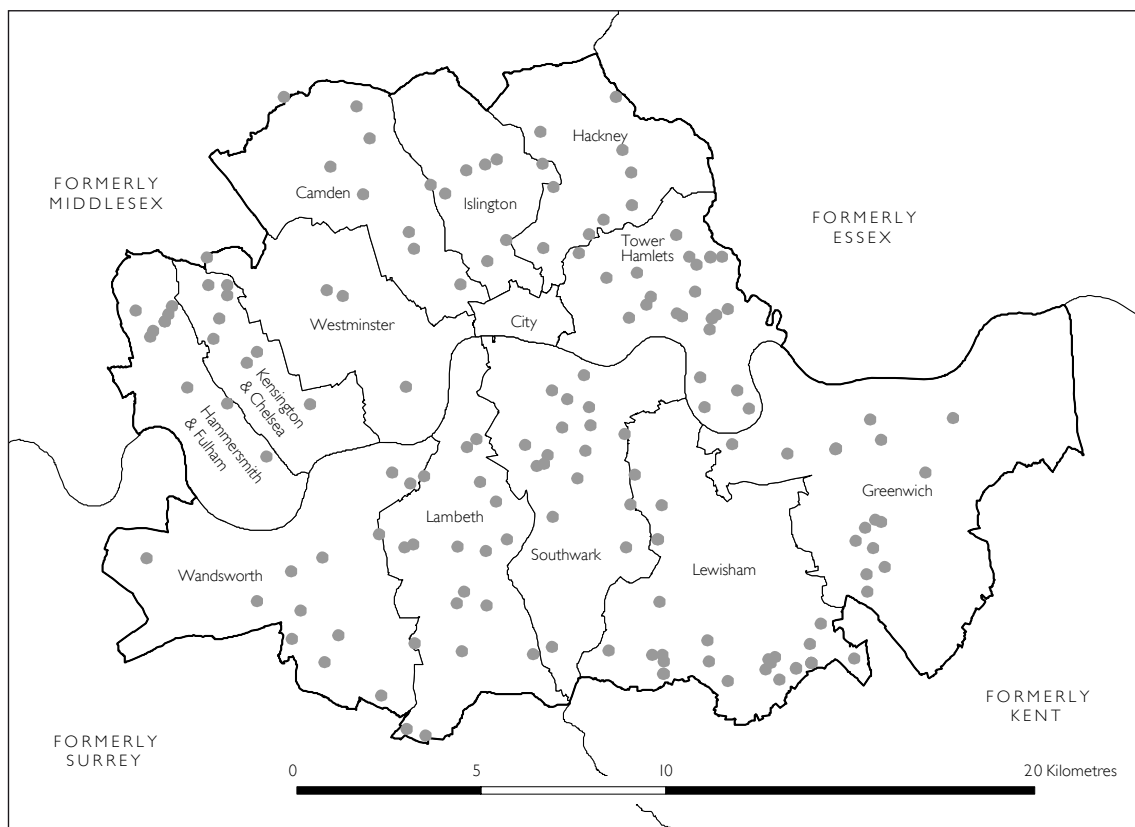 Hackney
FORMERLY
MIDDLESEX
Camden
Islington
FORMERLY
ESSEX
Tower
Hamlets
Westminster
City
Kensington
& Chelsea
Hammersmith
& Fulham
Greenwich
Lambeth
Southwark
Lewisham
Wandsworth
FORMERLY
KENT
FORMERLY
SURREY
0 5 10 20 Kilometres